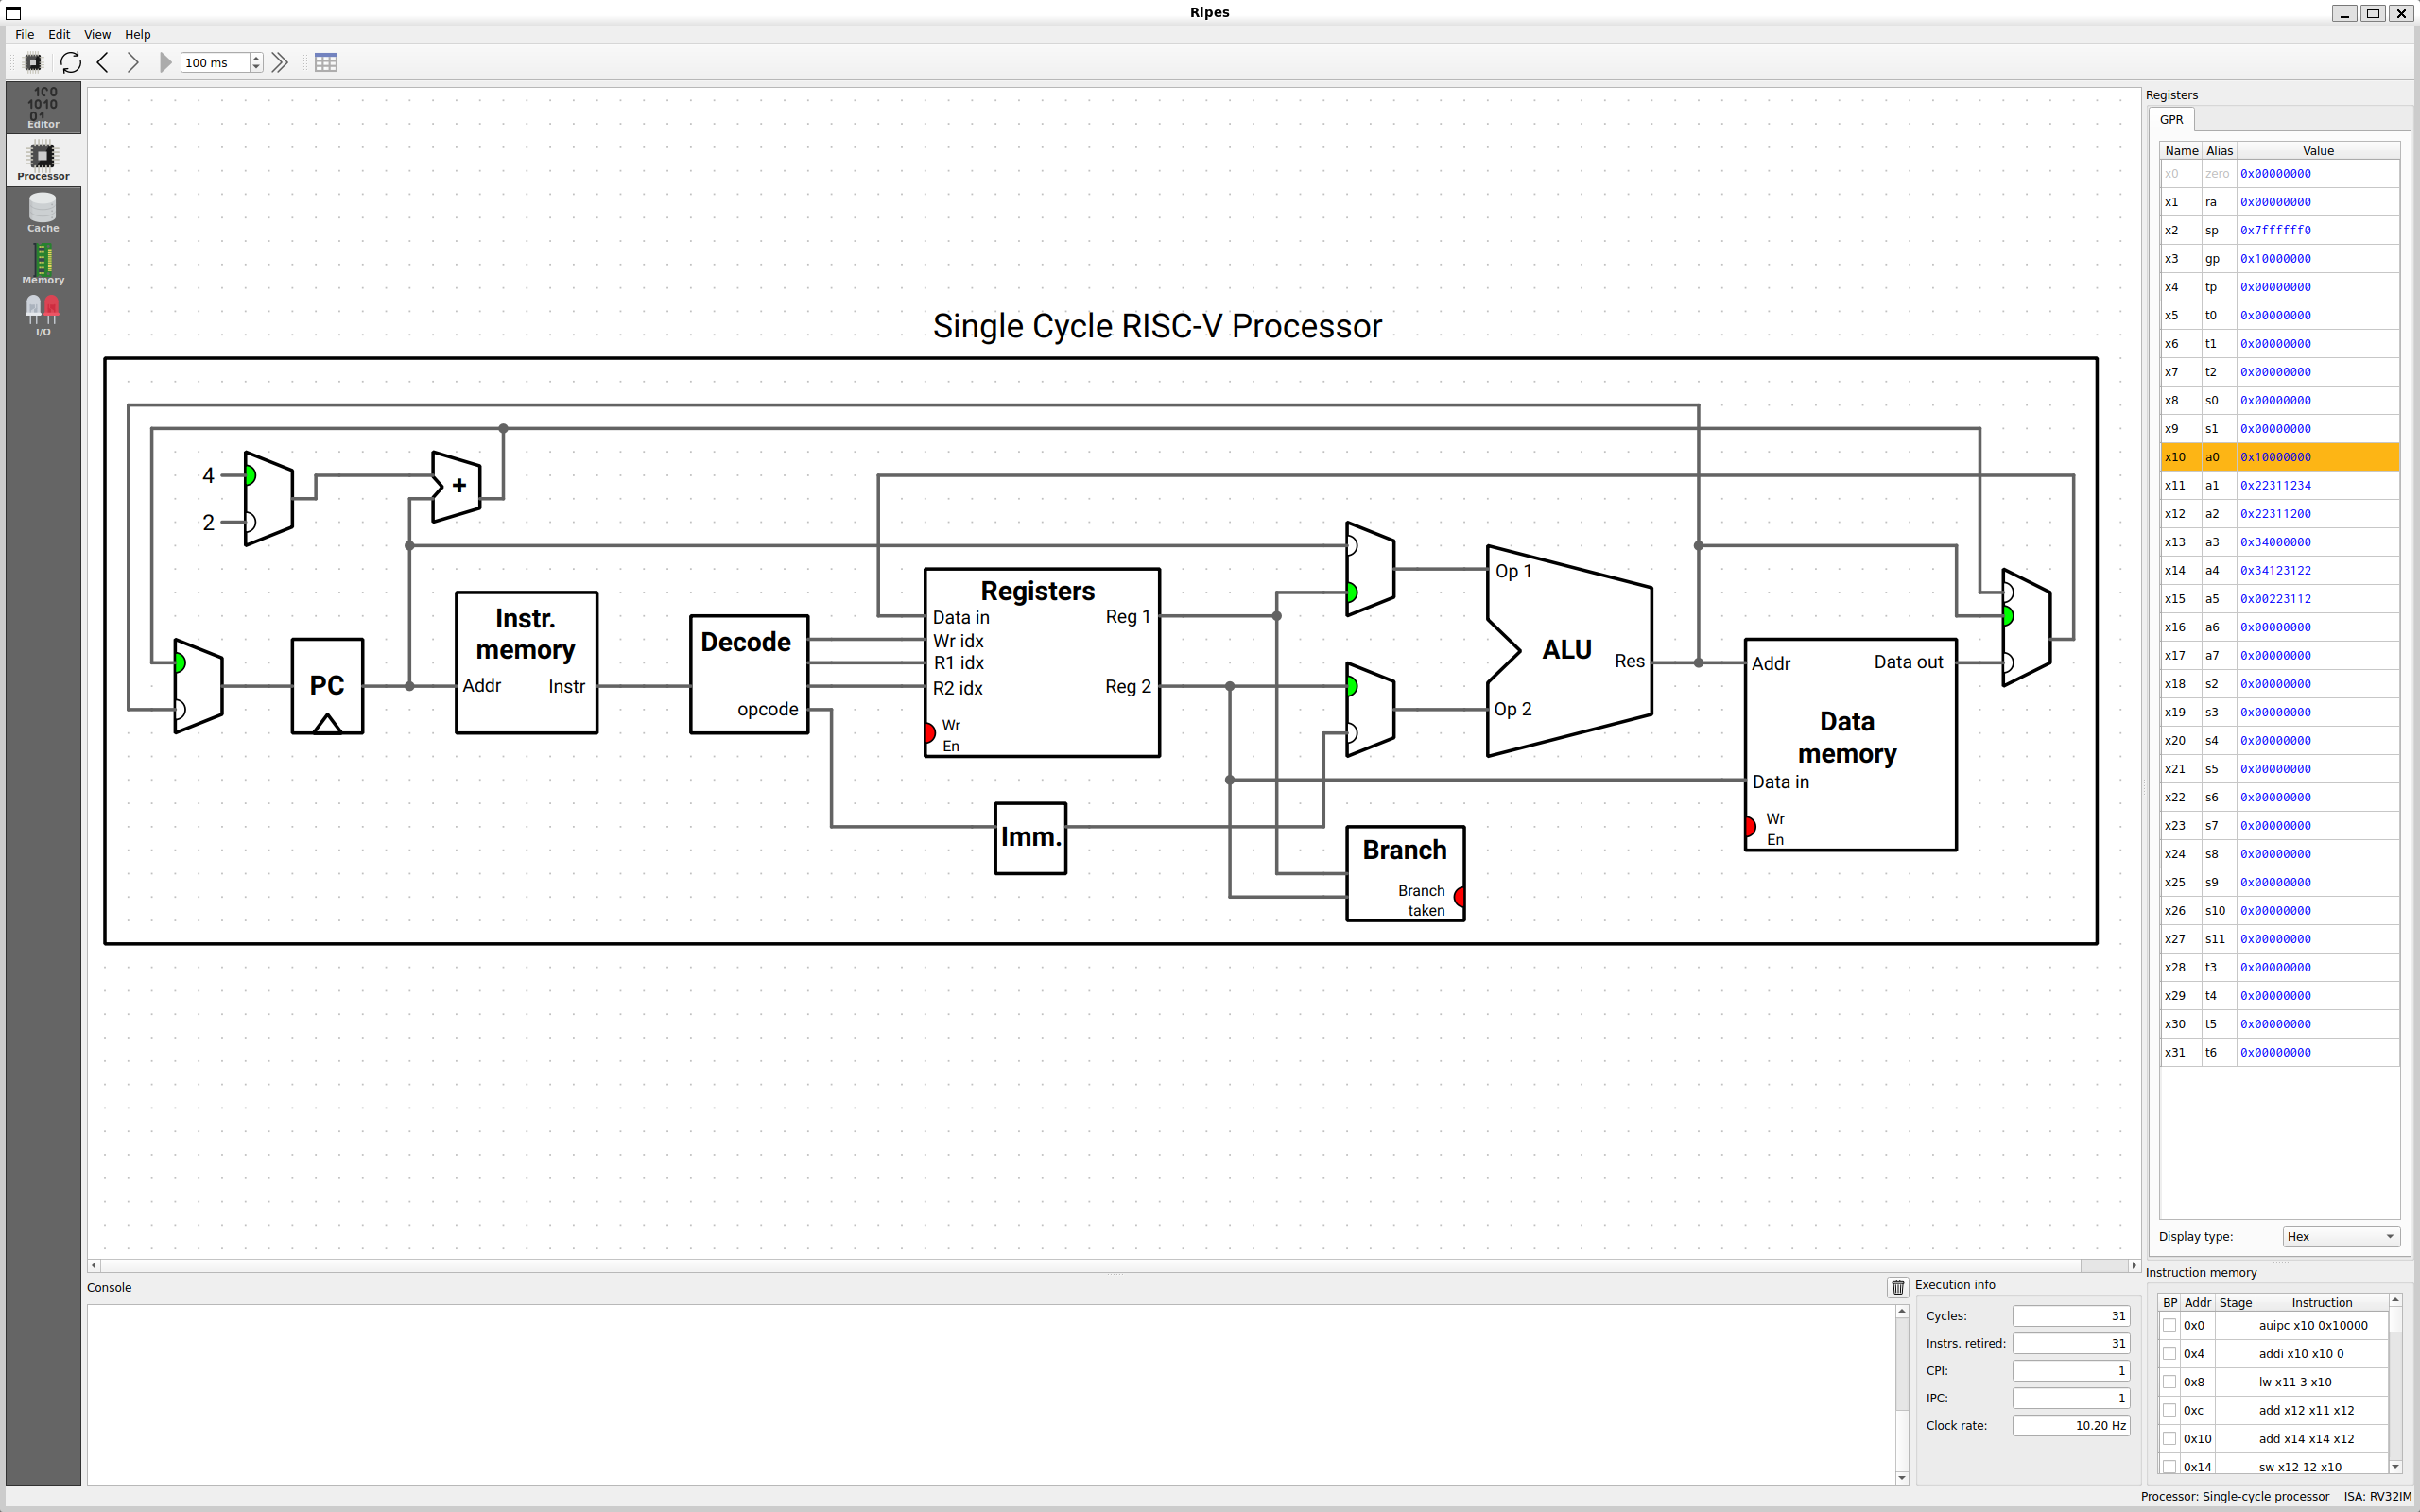 Ripes
File Edit View Help
100 ms
Editor
Processor
Cache
Memory
I/O
Single Cycle RISC-V Processor
4
2
+
PC
Instr. memory
Addr
Instr
Decode
opcode
Registers
Data in
Wr idx
R1 idx
R2 idx
Reg 1
Reg 2
Wr
En
Imm.
Op 1
Op 2
ALU
Res
Branch
Branch
taken
Addr
Data out
Data
memory
Data in
Wr
En
Registers
GPR
Name Alias Value
x0 zero 0x00000000
x1 ra 0x00000000
x2 sp 0x7ffffff0
x3 gp 0x10000000
x4 tp 0x00000000
x5 t0 0x00000000
x6 t1 0x00000000
x7 t2 0x00000000
x8 s0 0x00000000
x9 s1 0x00000000
x10 a0 0x10000000
x11 a1 0x22311234
x12 a2 0x22311200
x13 a3 0x34000000
x14 a4 0x34123122
x15 a5 0x00223112
x16 a6 0x00000000
x17 a7 0x00000000
x18 s2 0x00000000
x19 s3 0x00000000
x20 s4 0x00000000
x21 s5 0x00000000
x22 s6 0x00000000
x23 s7 0x00000000
x24 s8 0x00000000
x25 s9 0x00000000
x26 s10 0x00000000
x27 s11 0x00000000
x28 t3 0x00000000
x29 t4 0x00000000
x30 t5 0x00000000
x31 t6 0x00000000
Display type: Hex
Console
Execution info
Cycles: 31
Instrs. retired: 31
CPI: 1
IPC: 1
Clock rate: 10.20 Hz
Instruction memory
BP Addr Stage Instruction
0x0 auipc x10 0x10000
0x4 addi x10 x10 0
0x8 lw x11 3 x10
0xc add x12 x11 x12
0x10 add x14 x14 x12
0x14 sw x12 12 x10
Processor: Single-cycle processor ISA: RV32IM